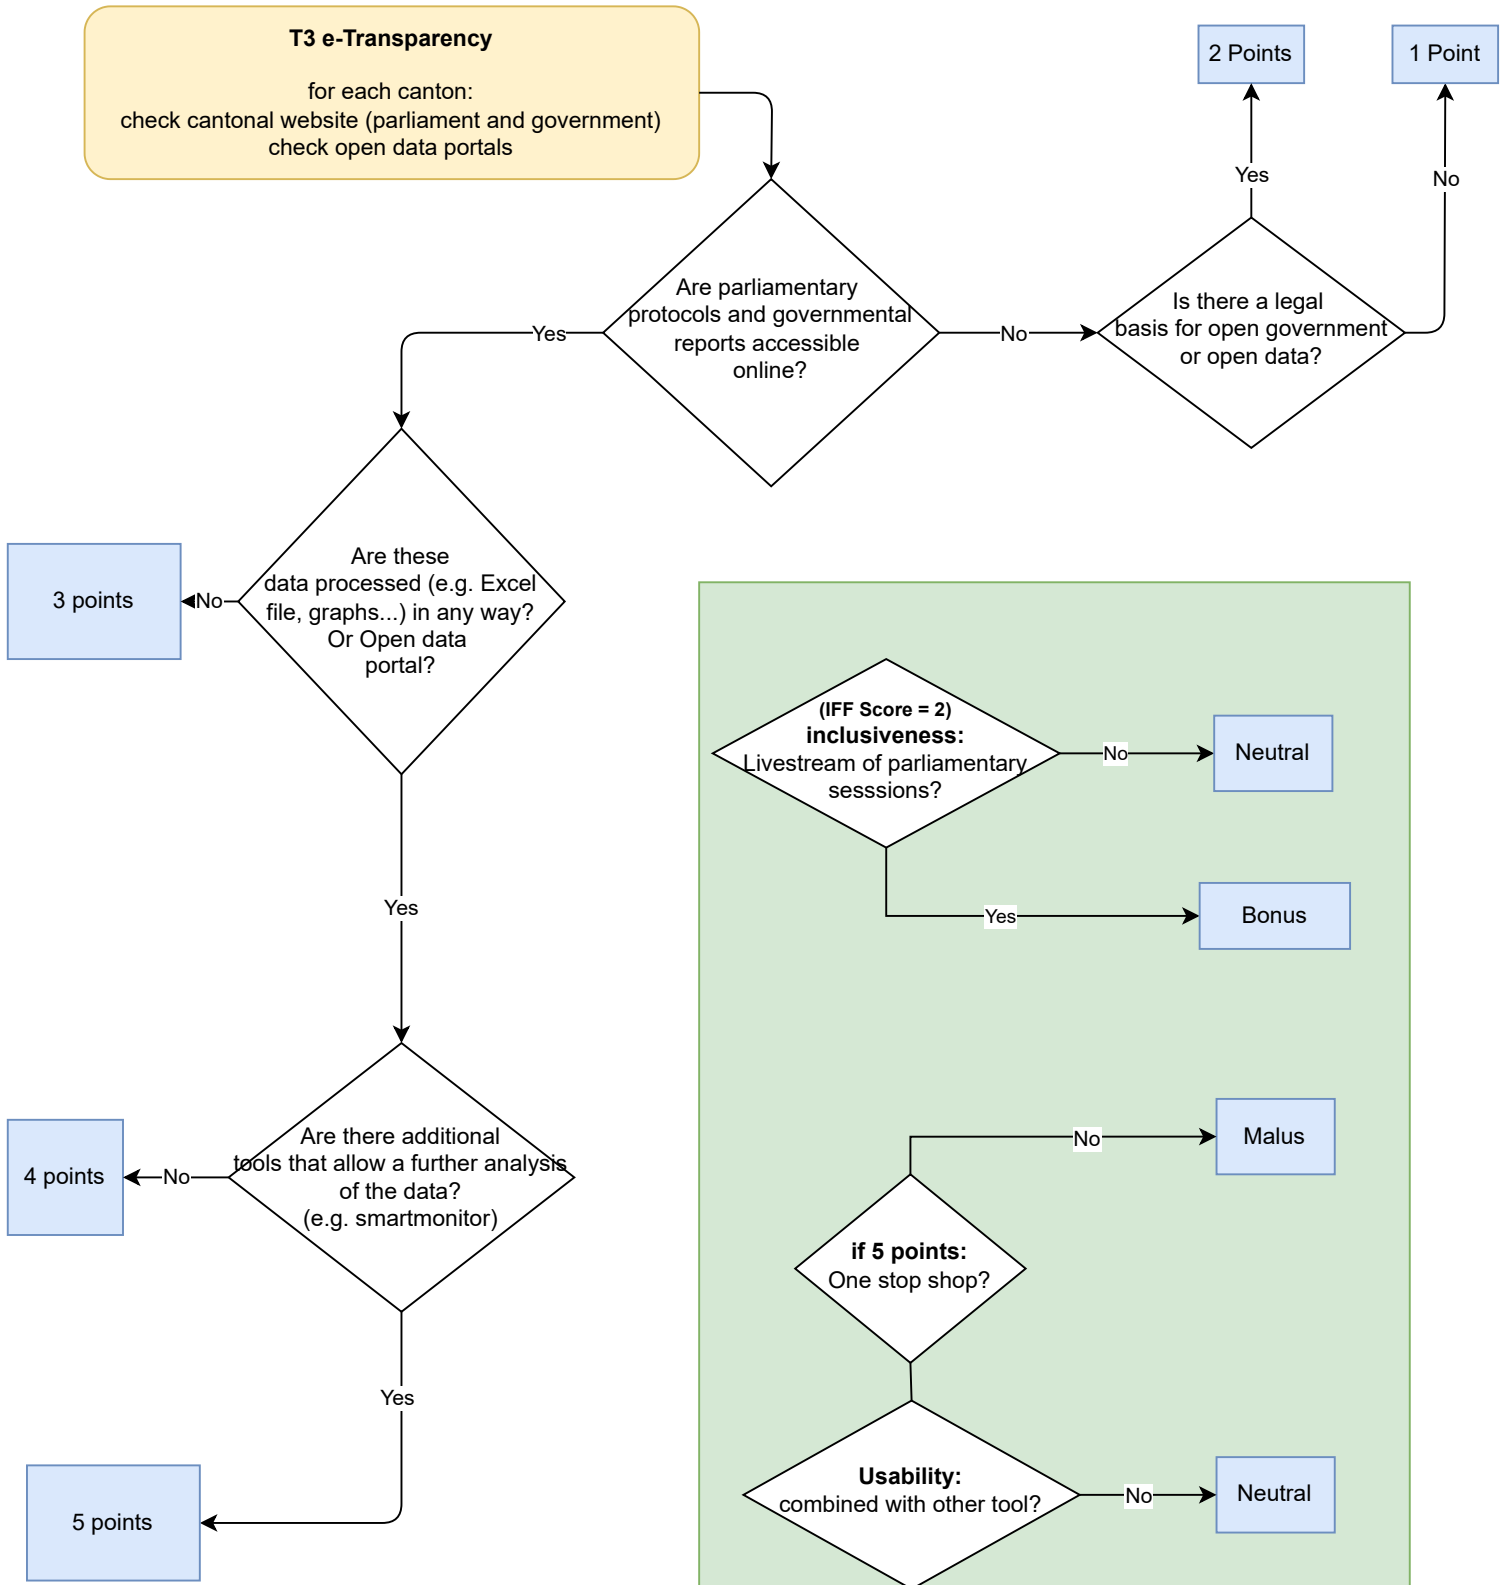 T3 e-Transparency
for each canton:
check cantonal website (parliament and government)
check open data portals
2 Points
1 Point
Yes
No
Are parliamentary
protocols and governmental
reports accessible
online?
Yes
No
Is there a legal
basis for open government
or open data?
Are these
data processed (e.g. Excel
file, graphs...) in any way?
Or Open data
portal?
No
3 points
Yes
Are there additional
tools that allow a further analysis
of the data?
(e.g. smartmonitor)
No
4 points
Yes
5 points
(IFF Score = 2)
inclusiveness:
Livestream of parliamentary
sesssions?
No
Neutral
Yes
Bonus
No
Malus
if 5 points:
One stop shop?
Usability:
combined with other tool?
No
Neutral